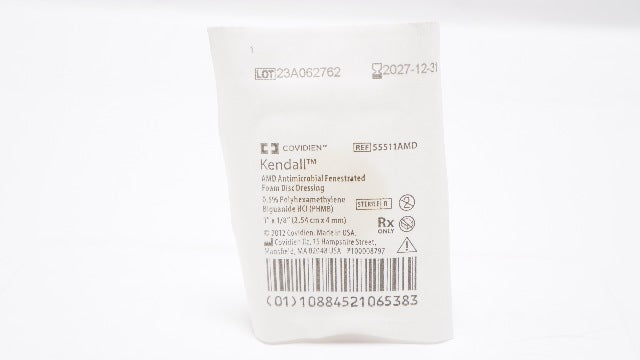 1
LOT 23A062762 2027-12-31
COVIDIEN™ REF 55511AMD
Kendall™
AMD Antimicrobial Fenestrated
Foam Disc Dressing
0.5% Polyhexamethylene
Biguanide HCl (PHMB) STERILE R
1" x 1/8" (2.54 cm x 4 mm)
Rx ONLY
© 2012 Covidien. Made in USA.
Covidien llc, 15 Hampshire Street,
Mansfield, MA 02048 USA P100008797
(01)10884521065383